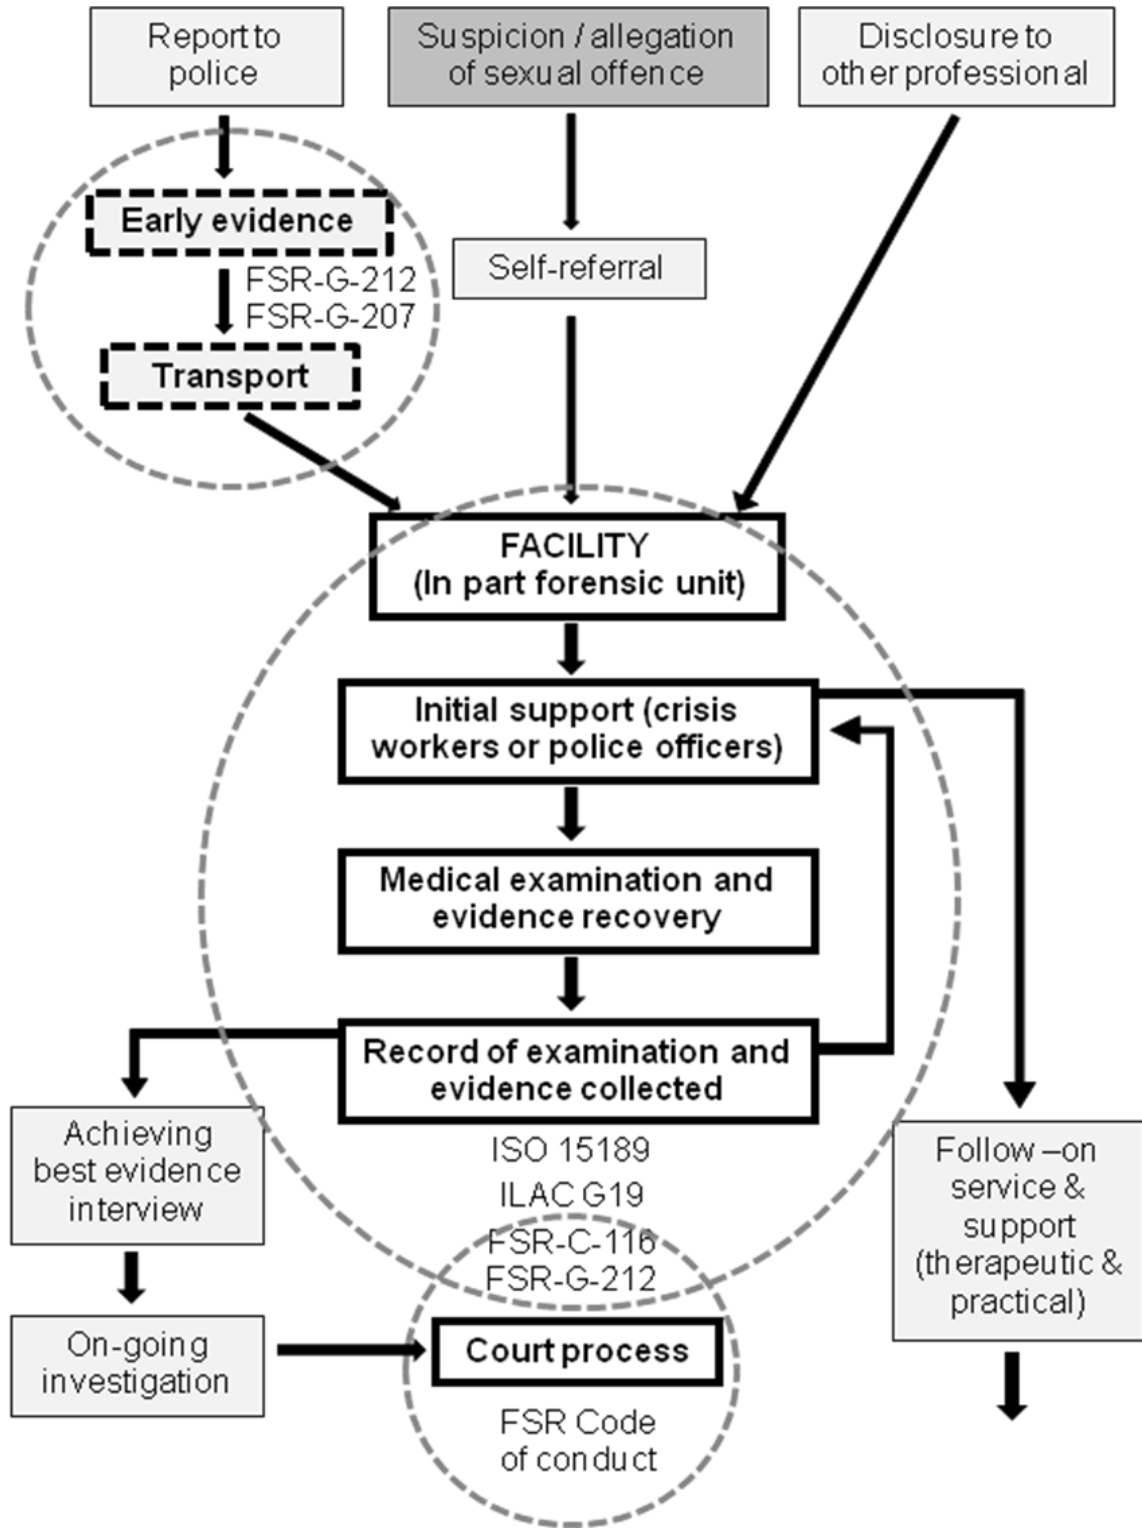 Report to
police
Suspicion / allegation
of sexual offence
Disclosure to
other professional
Early evidence
FSR-G-212
FSR-G-207
Transport
Self-referral
FACILITY
(In part forensic unit)
Initial support (crisis
workers or police officers)
Medical examination and
evidence recovery
Record of examination and
evidence collected
Achieving
best evidence
interview
On-going
investigation
ISO 15189
ILAC G19
FSR-C-116
FSR-G-212
Court process
FSR Code
of conduct
Follow –on
service &
support
(therapeutic &
practical)